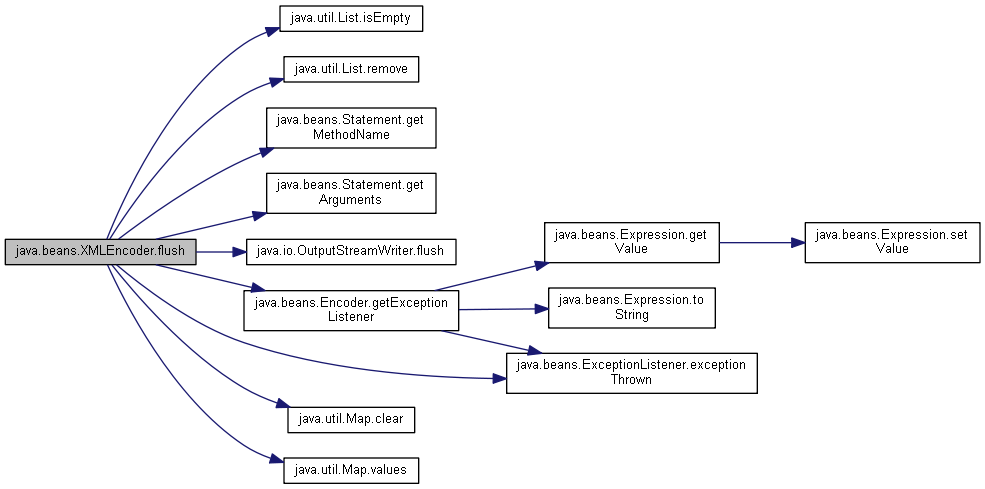 java.util.List.isEmpty
java.util.List.remove
java.beans.Statement.get
MethodName
java.beans.Statement.get
Arguments
java.beans.XMLEncoder.flush
java.io.OutputStreamWriter.flush
java.beans.Encoder.getException
Listener
java.beans.Expression.get
Value
java.beans.Expression.set
Value
java.beans.Expression.to
String
java.beans.ExceptionListener.exception
Thrown
java.util.Map.clear
java.util.Map.values